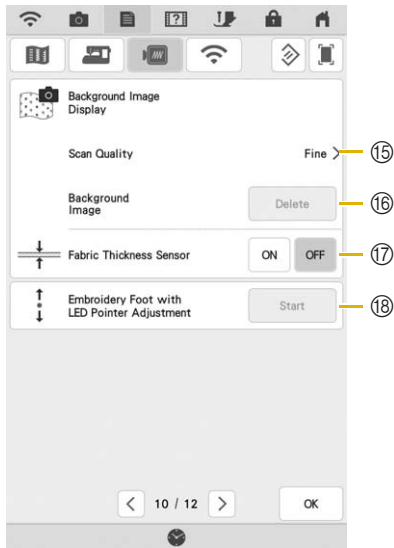 ?
Background Image
Display
Scan Quality
Fine >
⑮
Background
Image
Delete
⑯
Fabric Thickness Sensor
ON
OFF
⑰
Embroidery Foot with
LED Pointer Adjustment
Start
⑱
<
10 / 12
>
OK